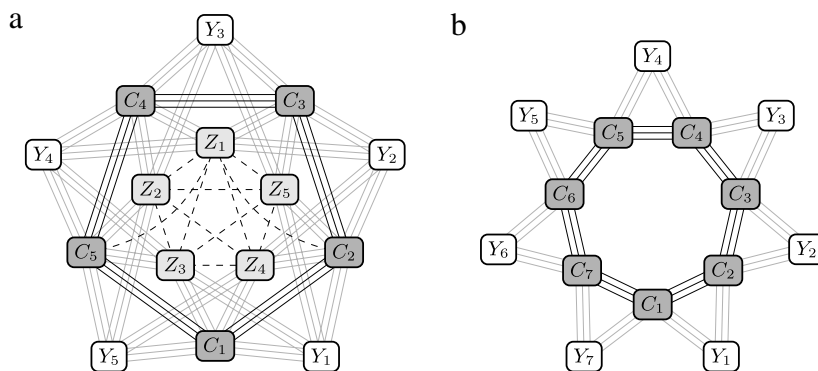 a
b
Y₃
C₄
C₃
Z₁
Y₄
Y₂
Z₂
Z₅
C₅
C₂
Z₃
Z₄
C₁
Y₅
Y₁
Y₄
Y₅
Y₃
C₅
C₄
C₆
C₃
Y₆
Y₂
C₇
C₂
C₁
Y₇
Y₁